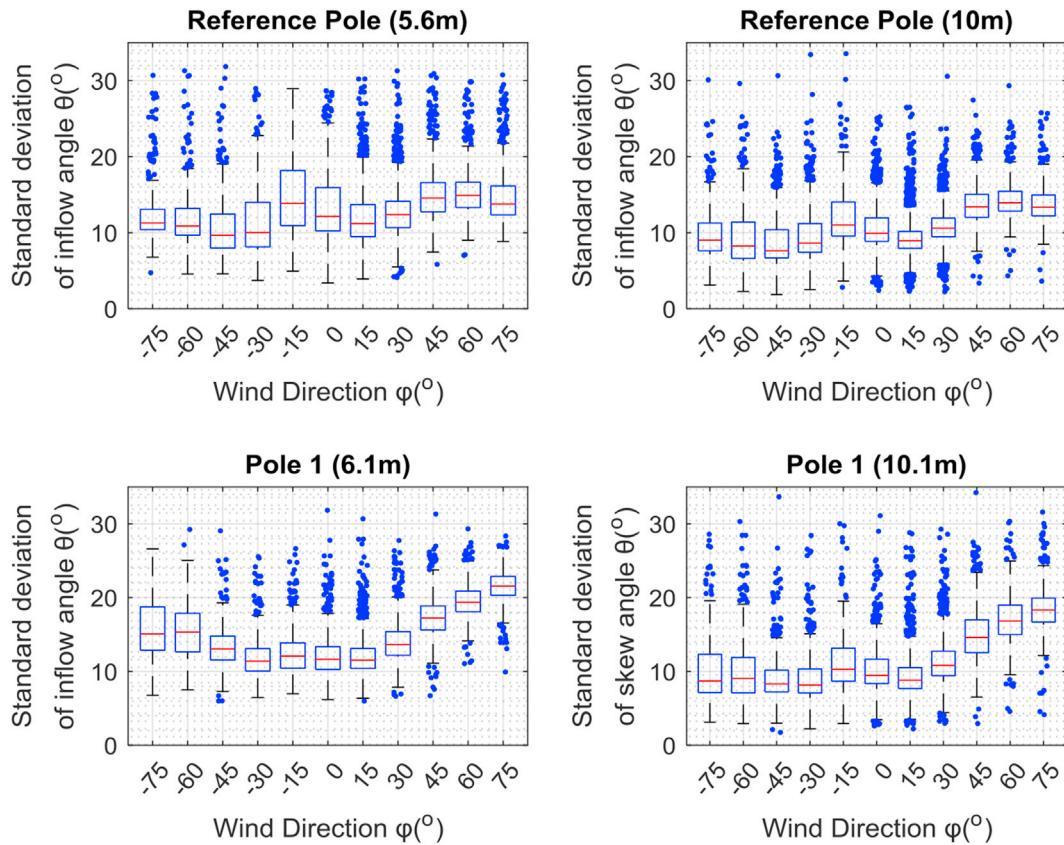 Reference Pole (5.6m)
Standard deviation
of inflow angle θ(º)
30
20
10
0
-75 -60 -45 -30 -15 0 15 30 45 60 75
Wind Direction φ(º)
Reference Pole (10m)
Standard deviation
of inflow angle θ(º)
30
20
10
0
-75 -60 -45 -30 -15 0 15 30 45 60 75
Wind Direction φ(º)
Pole 1 (6.1m)
Standard deviation
of inflow angle θ(º)
30
20
10
0
-75 -60 -45 -30 -15 0 15 30 45 60 75
Wind Direction φ(º)
Pole 1 (10.1m)
Standard deviation
of skew angle θ(º)
30
20
10
0
-75 -60 -45 -30 -15 0 15 30 45 60 75
Wind Direction φ(º)